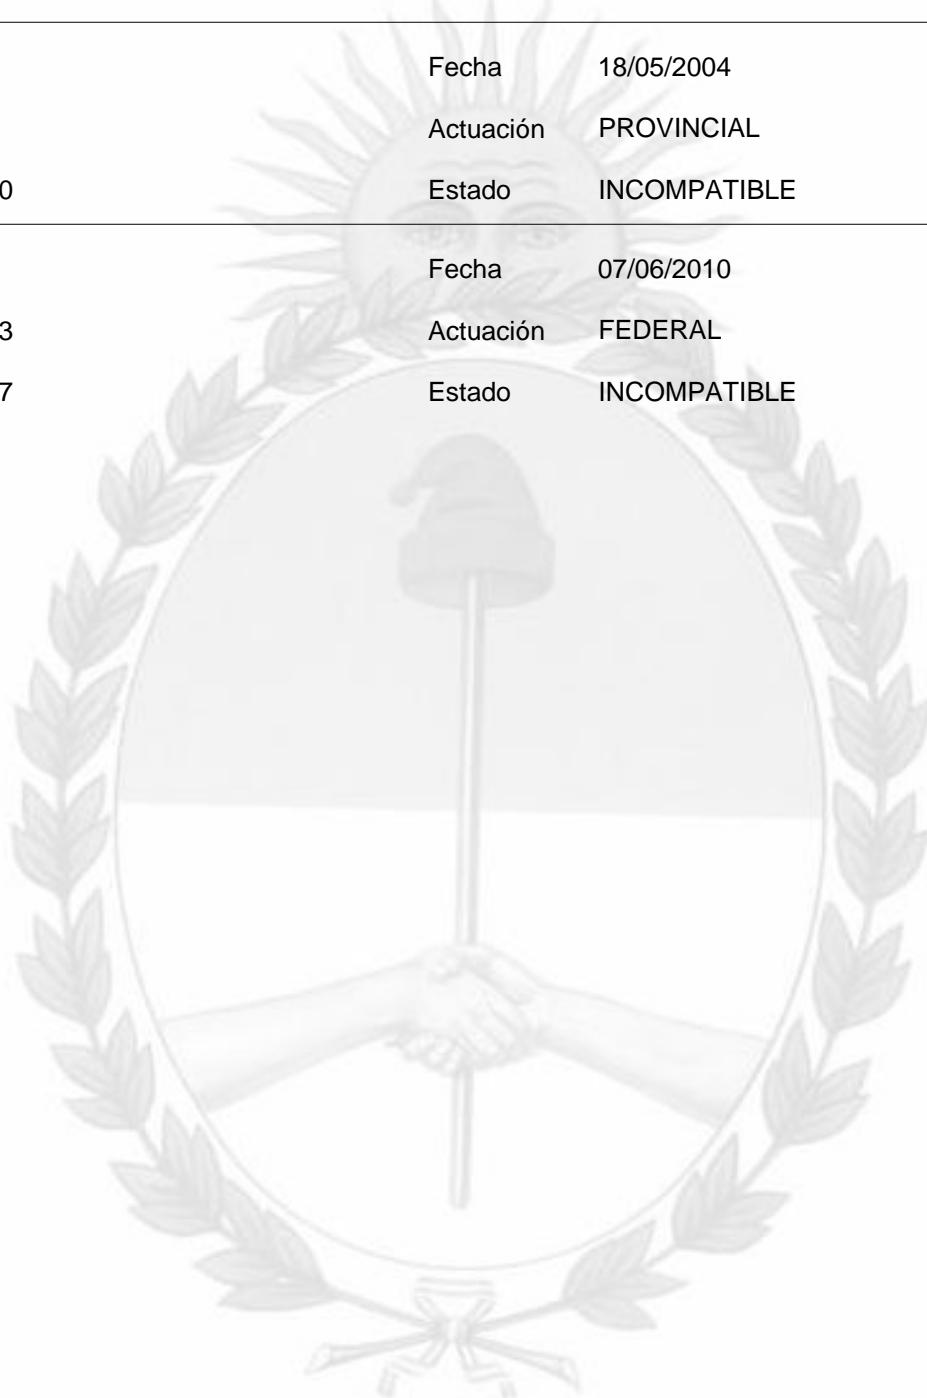 Fecha 18/05/2004
Actuación PROVINCIAL
0 Estado INCOMPATIBLE
Fecha 07/06/2010
3 Actuación FEDERAL
7 Estado INCOMPATIBLE